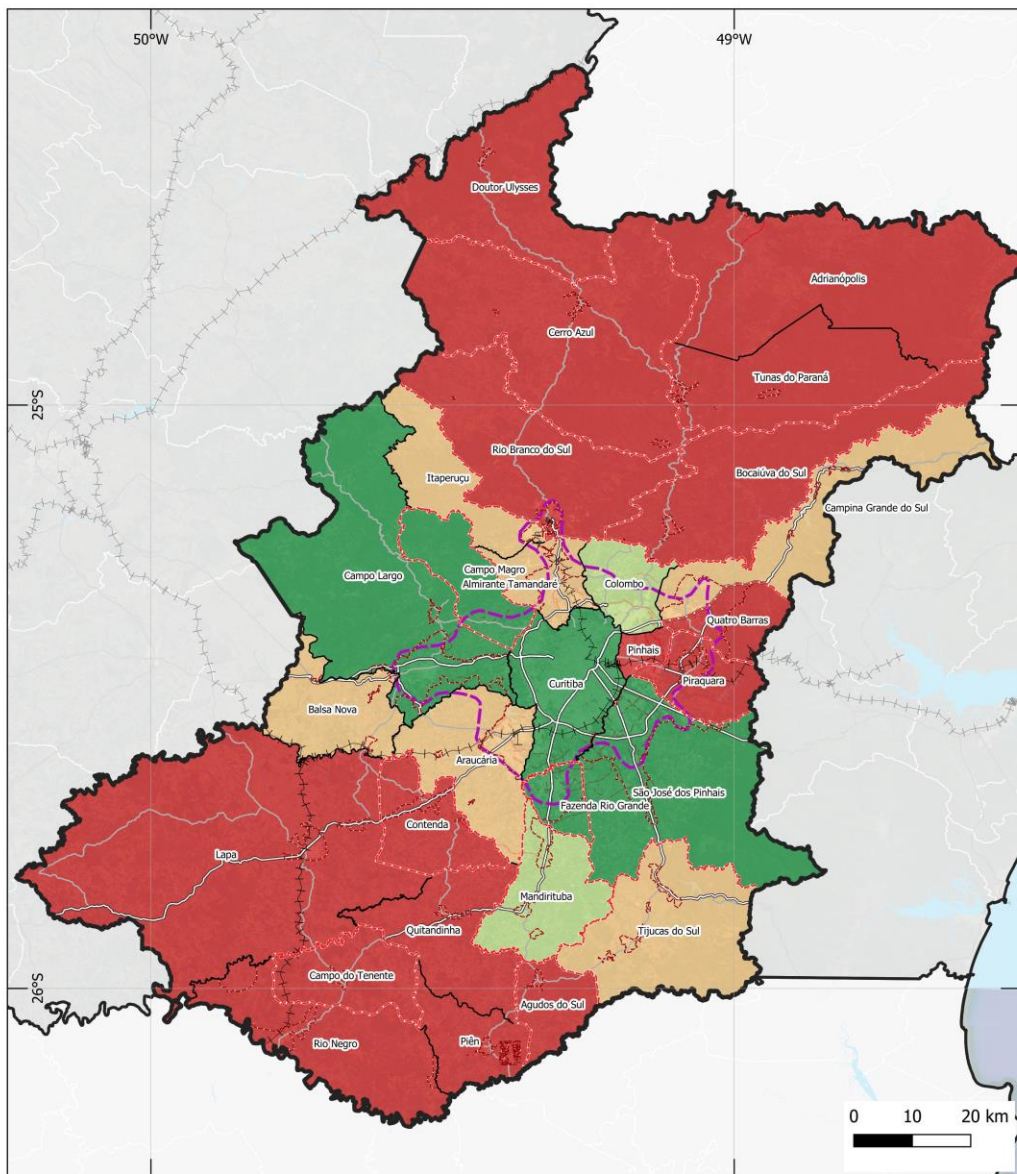 50°W
49°W
Doutor Ulysses
Adrianópolis
Cerro Azul
Tunas do Paraná
25°S
Rio Branco do Sul
Bocaiúva do Sul
Itaperuçu
Campina Grande do Sul
Campo Magro
Campo Largo
Almirante Tamandaré
Colombo
Quatro Barras
Pinhais
Piraquara
Curitiba
Balsa Nova
Araucária
São José dos Pinhais
Fazenda Rio Grande
Contenda
Lapa
Mandirituba
Quitandinha
Tijucas do Sul
Campo do Tenente
26°S
Agudos do Sul
Rio Negro
Piên
0 10 20 km